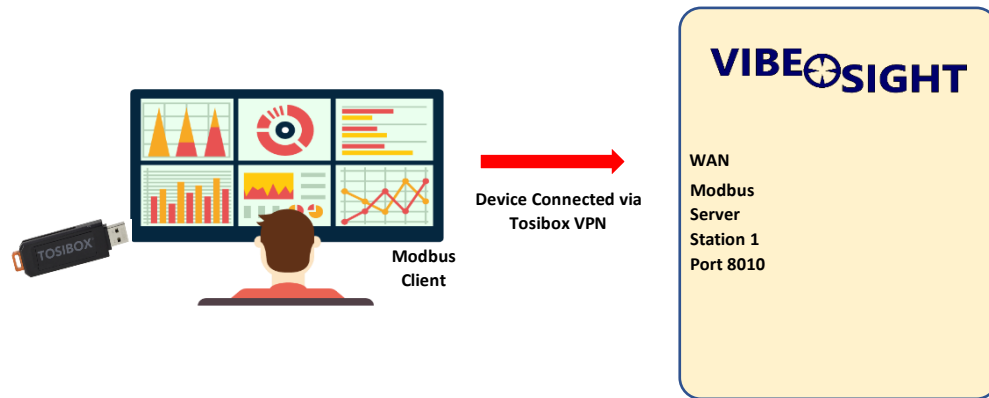 VIBE SIGHT
WAN
Modbus
Server
Station 1
Port 8010
Device Connected via
Tosibox VPN
Modbus
Client
TOSIBOX